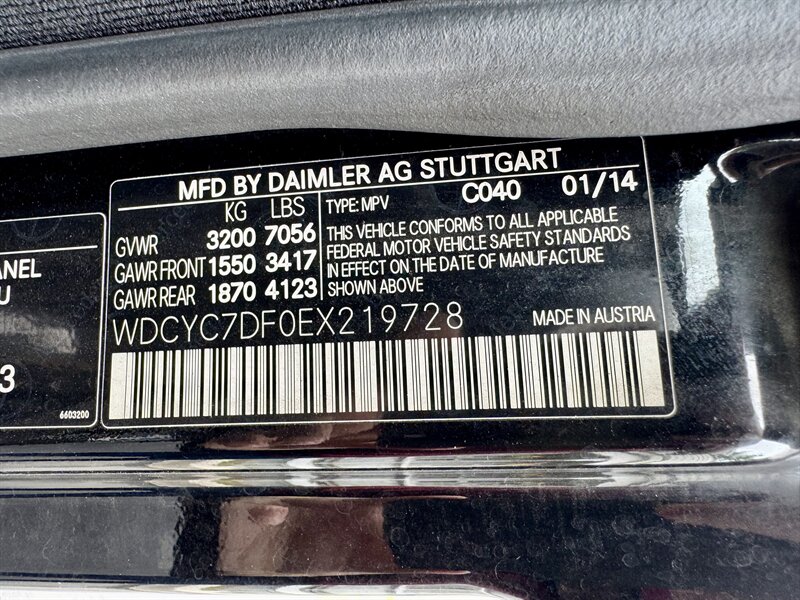 MFD BY DAIMLER AG STUTTGART
KG LBS
GVWR 3200 7056
GAWR FRONT 1550 3417
GAWR REAR 1870 4123
TYPE: MPV C040 01/14
THIS VEHICLE CONFORMS TO ALL APPLICABLE
FEDERAL MOTOR VEHICLE SAFETY STANDARDS
IN EFFECT ON THE DATE OF MANUFACTURE
SHOWN ABOVE
WDCYC7DF0EX219728 MADE IN AUSTRIA
ANEL
U
3
6603200